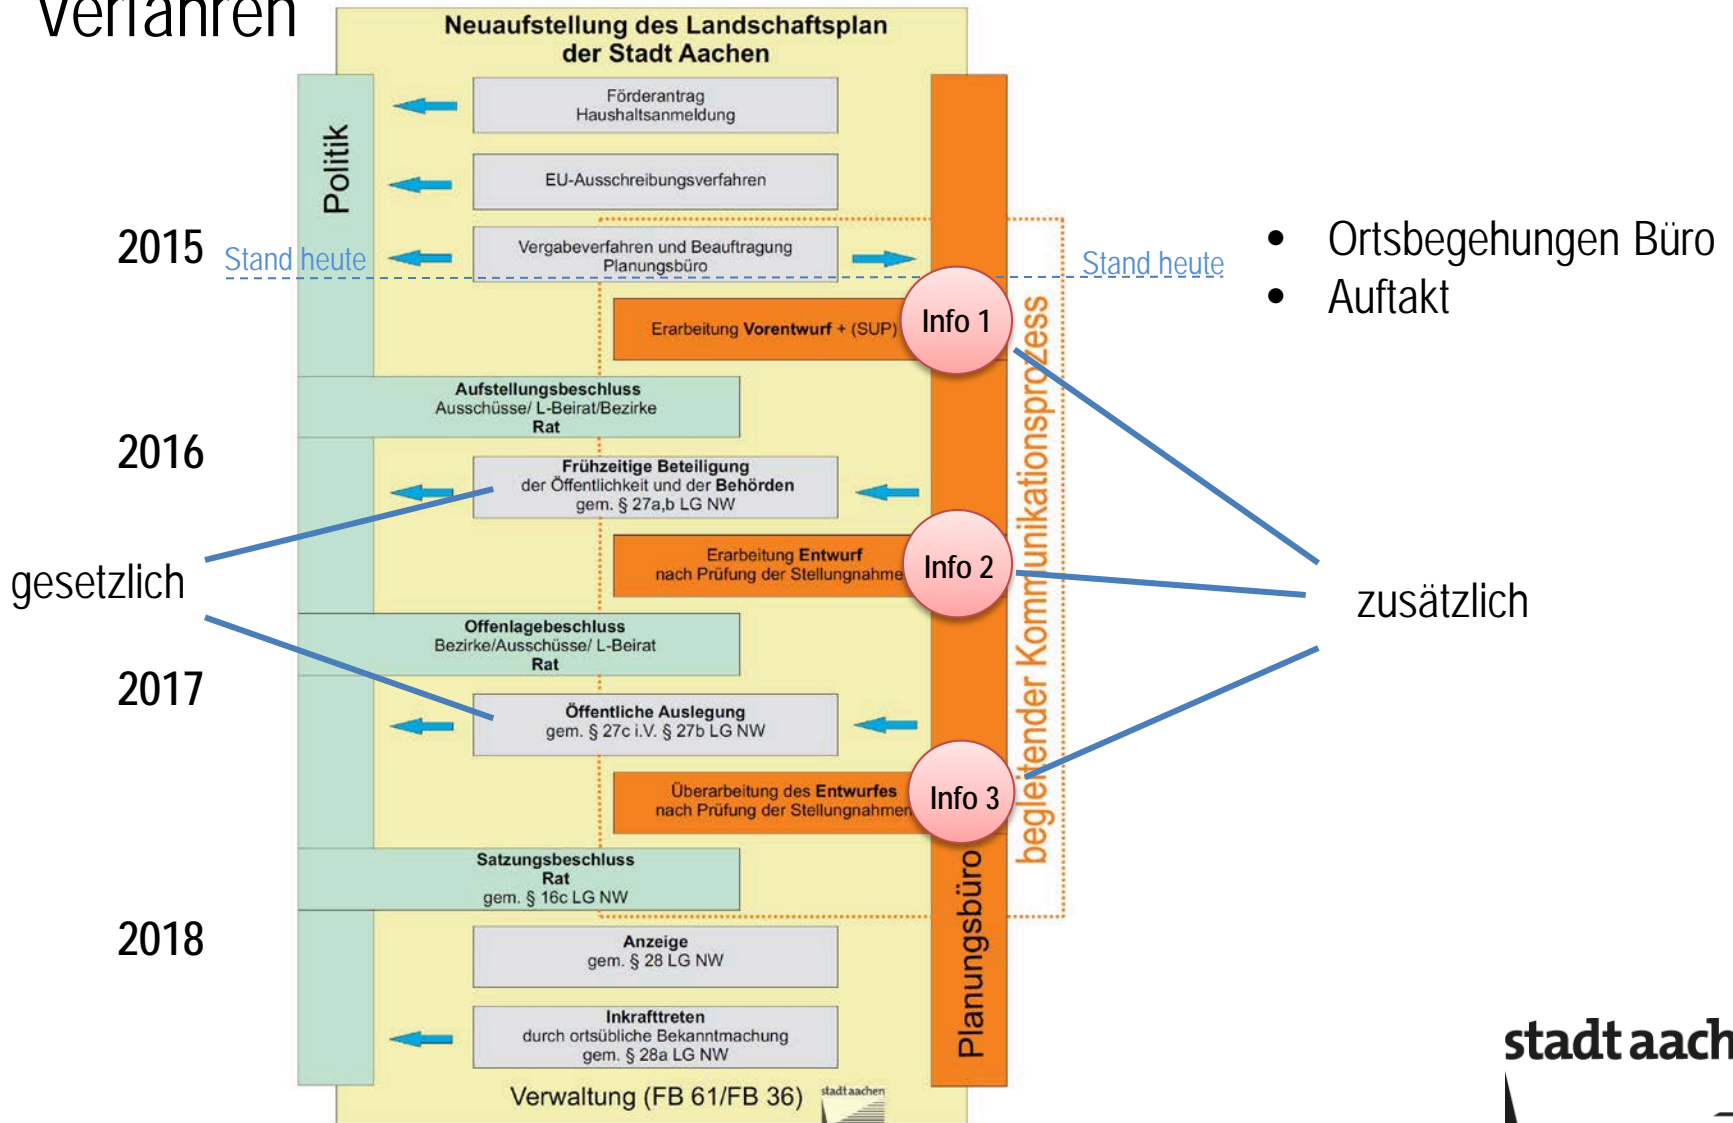 Verfahren
Neuaufstellung des Landschaftsplan
der Stadt Aachen
Politik
Förderantrag
Haushaltsanmeldung
EU-Ausschreibungsverfahren
2015
Stand heute
Vergabeverfahren und Beauftragung
Planungsbüro
Stand heute
• Ortsbegehungen Büro
• Auftakt
Erarbeitung Vorentwurf + (SUP)
Info 1
begleitender Kommunikationsprozess
Aufstellungsbeschluss
Ausschüsse/ L-Beirat/Bezirke
Rat
2016
Frühzeitige Beteiligung
der Öffentlichkeit und der Behörden
gem. § 27a,b LG NW
gesetzlich
Erarbeitung Entwurf
nach Prüfung der Stellungnahme
Info 2
zusätzlich
Offenlagebeschluss
Bezirke/Ausschüsse/ L-Beirat
Rat
2017
Öffentliche Auslegung
gem. § 27c i.V. § 27b LG NW
Überarbeitung des Entwurfes
nach Prüfung der Stellungnahmen
Info 3
Satzungsbeschluss
Rat
gem. § 16c LG NW
Planungsbüro
2018
Anzeige
gem. § 28 LG NW
Inkrafttreten
durch ortsübliche Bekanntmachung
gem. § 28a LG NW
Verwaltung (FB 61/FB 36)
stadt aachen
stadt aach